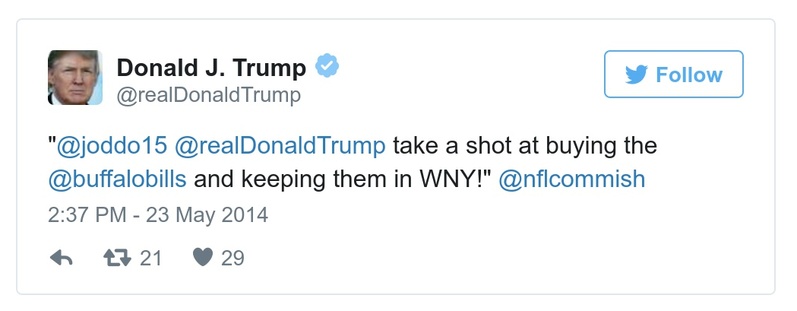 Donald J. Trump
@realDonaldTrump
Follow
"@joddo15 @realDonaldTrump take a shot at buying the
@buffalobills and keeping them in WNY!" @nflcommish
2:37 PM - 23 May 2014
21 29